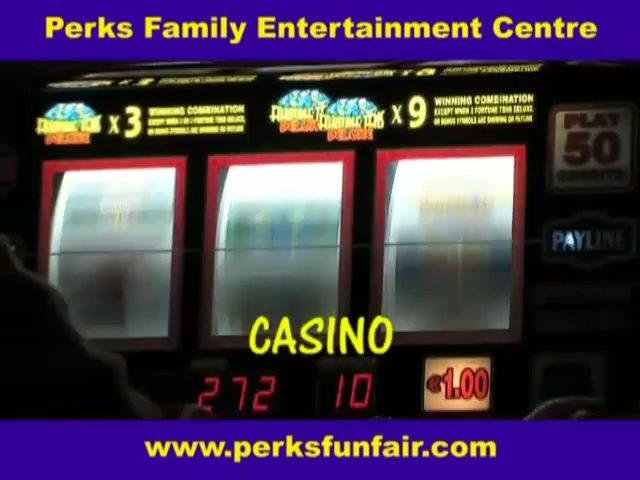 Perks Family Entertainment Centre
x 3 WINNING COMBINATION
x 9 WINNING COMBINATION
PLAY
50
CREDITS
PAYLINE
CASINO
272 10 €1.00
www.perksfunfair.com